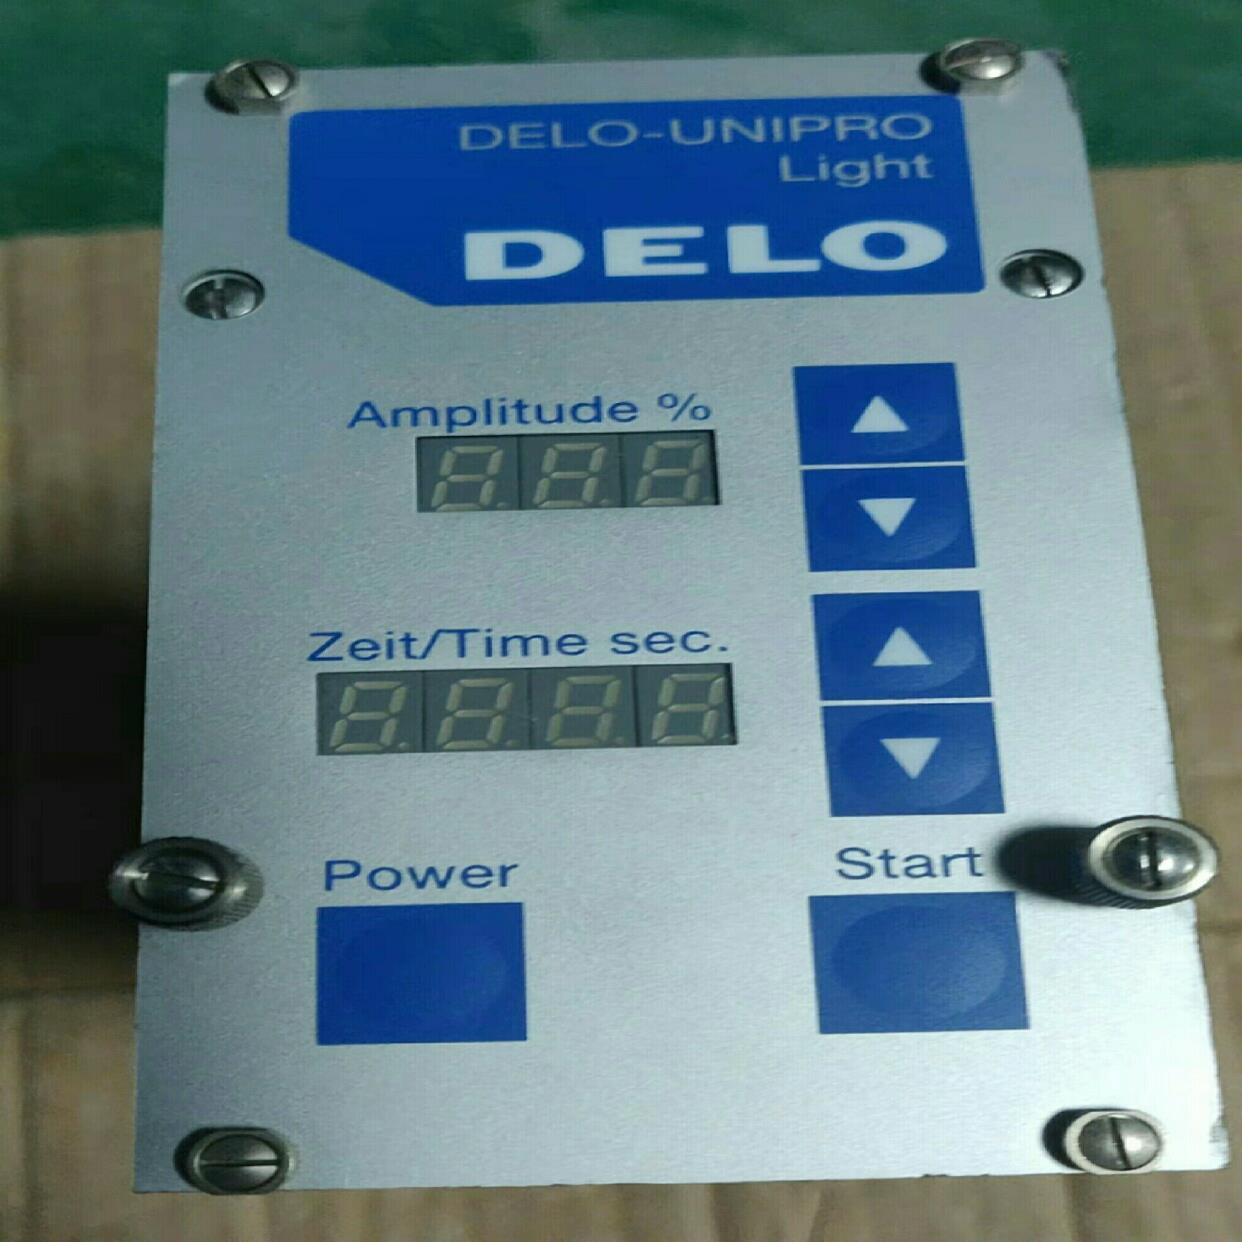 DELO-UNIPRO
Light
DELO
Amplitude %
Zeit/Time sec.
Power
Start